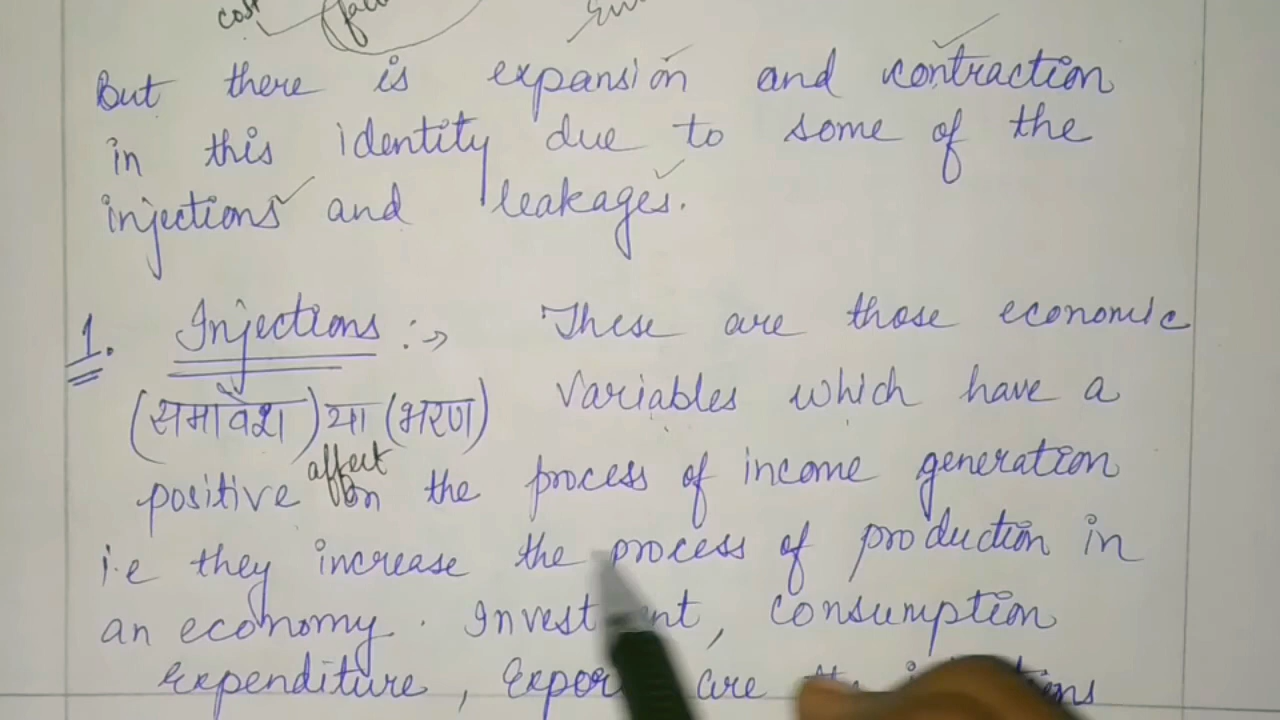 cost
But there is expansion and contraction
in this identity due to some of the
injections and leakages.
1. Injections :→ These are those economic
(समावेश) या (भरण) variables which have a
positive affect on the process of income generation
i.e they increase the process of production in
an economy. Investment, consumption
expenditure, are